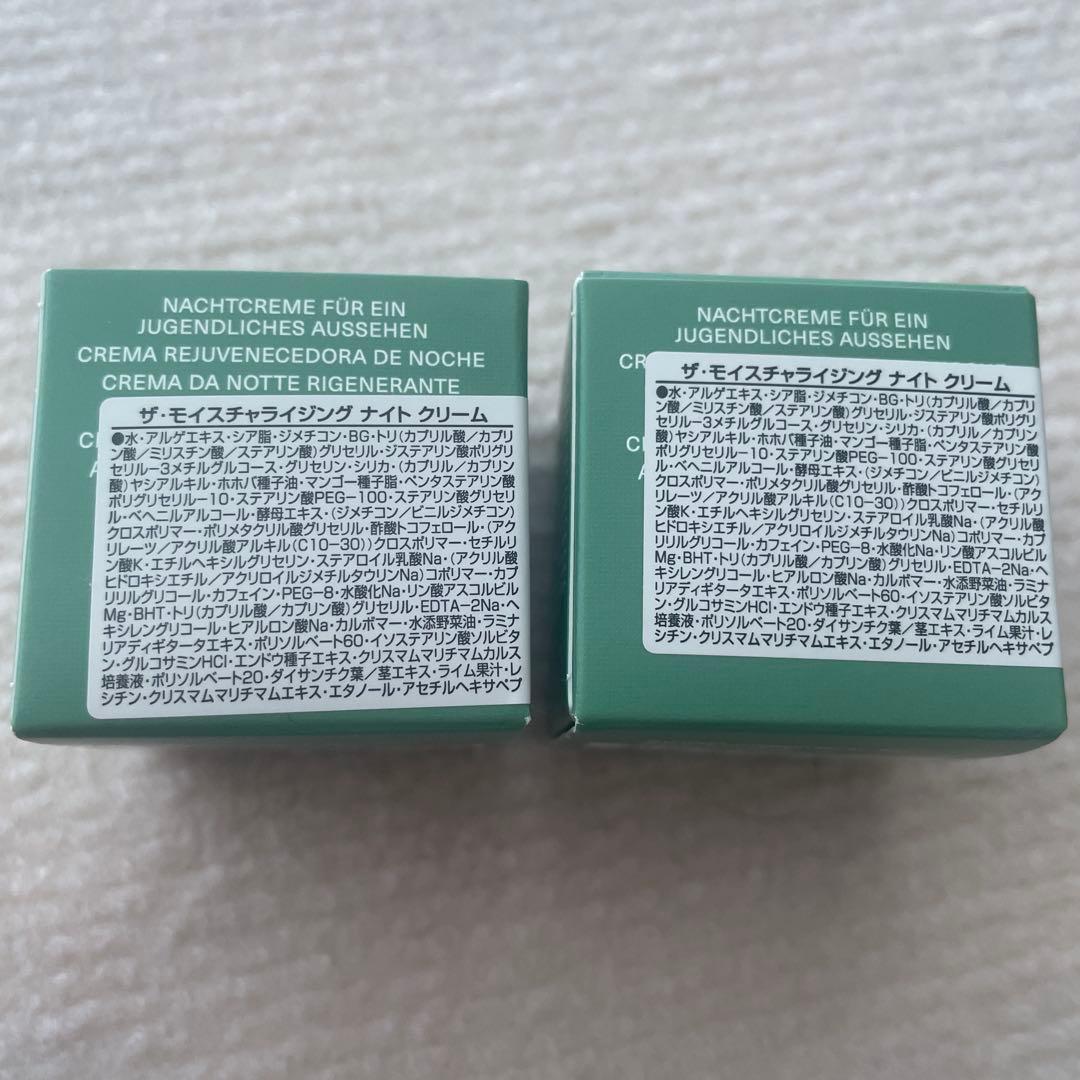 NACHTCREME FÜR EIN
JUGENDLICHES AUSSEHEN
CREMA REJUVENECEDORA DE NOCHE
CREMA DA NOTTE RIGENERANTE
ザ・モイスチャライジング ナイト クリーム
●水・アルゲエキス・シア脂・ジメチコン・BG・トリ(カプリル酸/カプリ
ン酸/ミリスチン酸/ステアリン酸)グリセリル・ジステアリン酸ポリグリ
セリル-3メチルグルコース・グリセリン・シリカ・(カプリル/カプリン
酸)ヤシアルキル・ホホバ種子油・マンゴー種子脂・ペンタステアリン酸
ポリグリセリル-10・ステアリン酸PEG-100・ステアリン酸グリセリ
ル・ベヘニルアルコール・酵母エキス・(ジメチコン/ビニルジメチコン)
クロスポリマー・ポリメタクリル酸グリセリル・酢酸トコフェロール・(アク
リレーツ/アクリル酸アルキル(C10-30))クロスポリマー・セチルリ
ン酸K・エチルヘキシルグリセリン・ステアロイル乳酸Na・(アクリル酸
ヒドロキシエチル/アクリロイルジメチルタウリンNa)コポリマー・カプ
リリルグリコール・カフェイン・PEG-8・水酸化Na・リン酸アスコルビル
Mg・BHT・トリ(カプリル酸/カプリン酸)グリセリル・EDTA-2Na・ヘ
キシレングリコール・ヒアルロン酸Na・カルボマー・水添野菜油・ラミナ
リアディギタータエキス・ポリソルベート60・イソステアリン酸ソルビタ
ン・グルコサミンHCl・エンドウ種子エキス・クリスマムマリチマムカルス
培養液・ポリソルベート20・ダイサンチク葉/茎エキス・ライム果汁・レ
シチン・クリスマムマリチマムエキス・エタノール・アセチルヘキサペプ
NACHTCREME FÜR EIN
JUGENDLICHES AUSSEHEN
ザ・モイスチャライジング ナイト クリーム
●水・アルゲエキス・シア脂・ジメチコン・BG・トリ(カプリル酸/カプリ
ン酸/ミリスチン酸/ステアリン酸)グリセリル・ジステアリン酸ポリグリ
セリル-3メチルグルコース・グリセリン・シリカ・(カプリル/カプリン
酸)ヤシアルキル・ホホバ種子油・マンゴー種子脂・ペンタステアリン酸
ポリグリセリル-10・ステアリン酸PEG-100・ステアリン酸グリセリ
ル・ベヘニルアルコール・酵母エキス・(ジメチコン/ビニルジメチコン)
クロスポリマー・ポリメタクリル酸グリセリル・酢酸トコフェロール・(アク
リレーツ/アクリル酸アルキル(C10-30))クロスポリマー・セチルリン
酸K・エチルヘキシルグリセリン・ステアロイル乳酸Na・(アクリル酸
ヒドロキシエチル/アクリロイルジメチルタウリンNa)コポリマー・カプ
リリルグリコール・カフェイン・PEG-8・水酸化Na・リン酸アスコルビル
Mg・BHT・トリ(カプリル酸/カプリン酸)グリセリル・EDTA-2Na・ヘ
キシレングリコール・ヒアルロン酸Na・カルボマー・水添野菜油・ラミナ
リアディギタータエキス・ポリソルベート60・イソステアリン酸ソルビタ
ン・グルコサミンHCl・エンドウ種子エキス・クリスマムマリチマムカルス
培養液・ポリソルベート20・ダイサンチク葉/茎エキス・ライム果汁・レ
シチン・クリスマムマリチマムエキス・エタノール・アセチルヘキサペプ